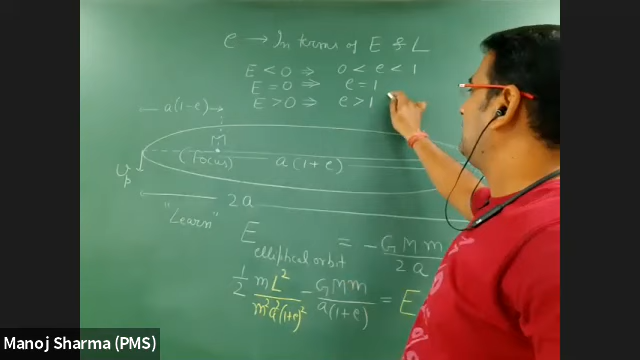 e → In terms of E & L
E < 0 ⇒ 0 < e < 1
E = 0 ⇒ e = 1
E > 0 ⇒ e > 1
a(1-e)
M
(focus) a(1+e)
Vp
2a
"Learn"
E elliptical orbit = - GMm / 2a
1/2 mL² / m²a²(1+e)² - GMm / a(1+e) = E
Manoj Sharma (PMS)